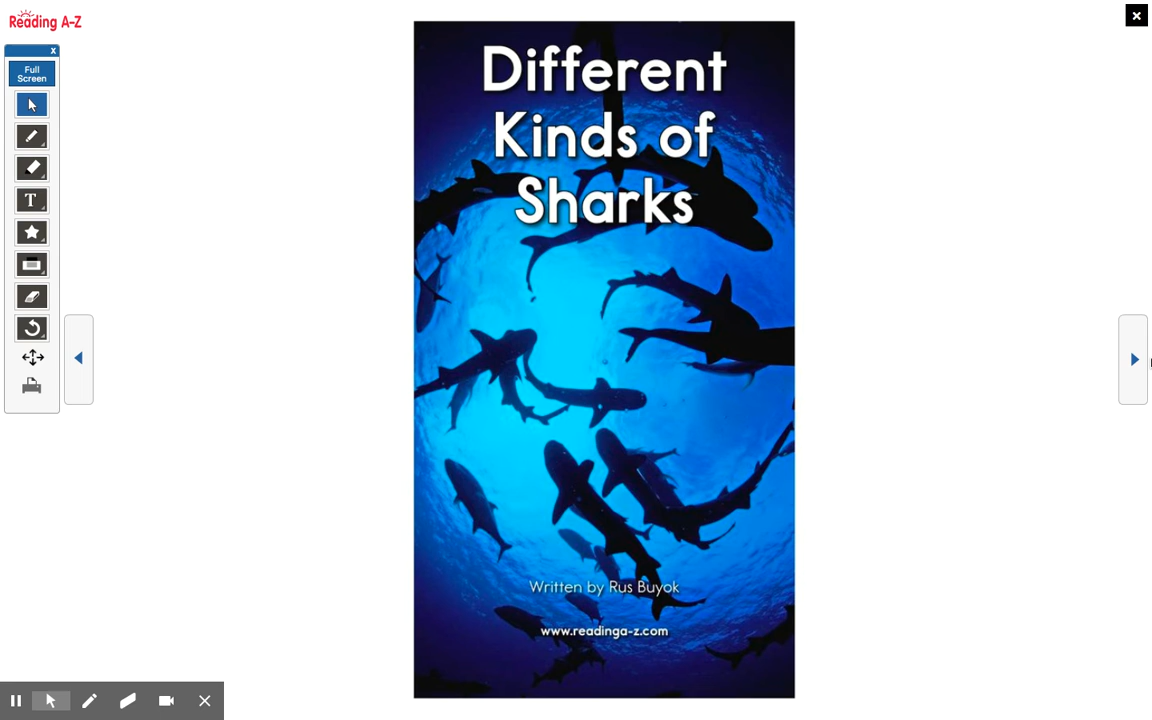 Reading A-Z
x
Full
Screen
T
Different
Kinds of
Sharks
Written by Rus Buyok
www.readinga-z.com